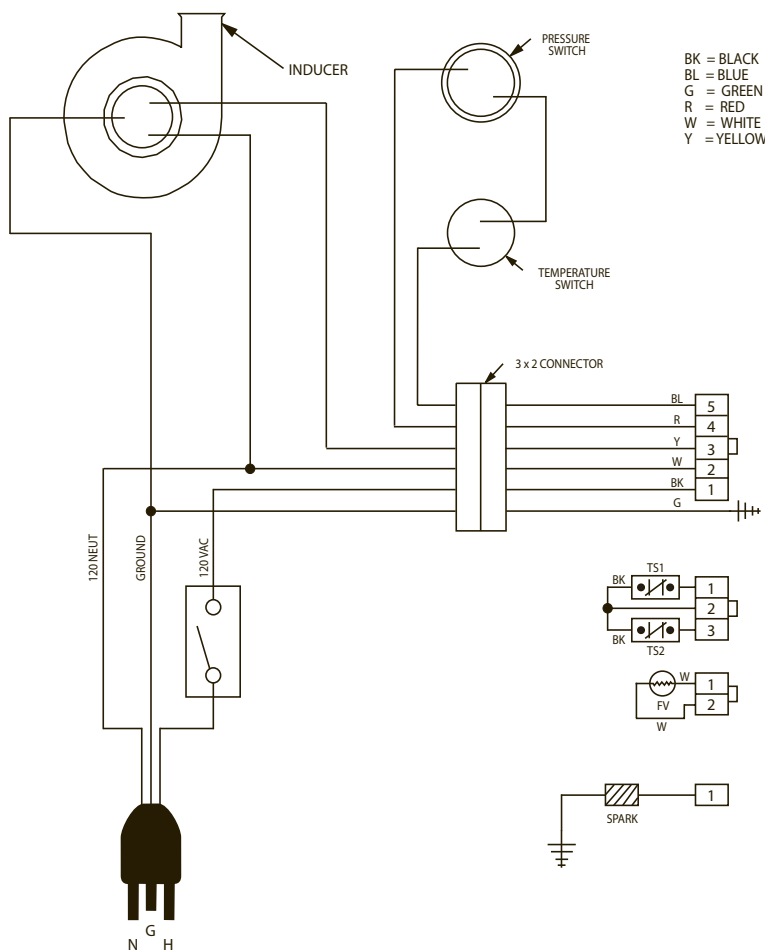 INDUCER
PRESSURE
SWITCH
BK = BLACK
BL = BLUE
G = GREEN
R = RED
W = WHITE
Y = YELLOW
TEMPERATURE
SWITCH
3 x 2 CONNECTOR
BL 5
R 4
Y 3
W 2
BK 1
G
120 NEUT
GROUND
120 VAC
TS1
BK 1
2
BK 3
TS2
W 1
FV 2
W
1
SPARK
N G H